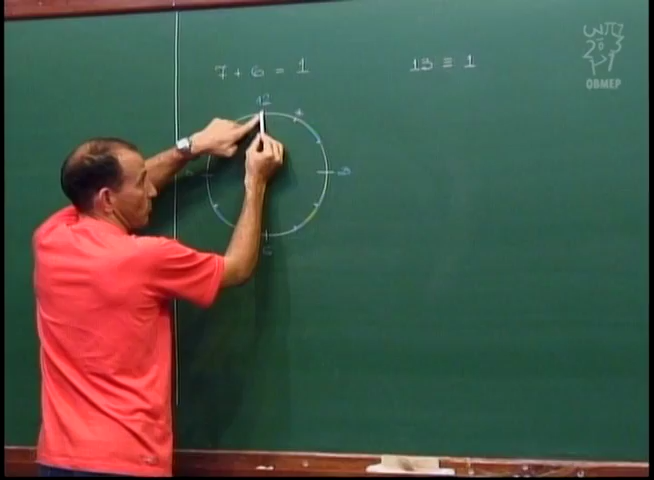 7 + 6 = 1
13 ≡ 1
12
3
6
OBMEP